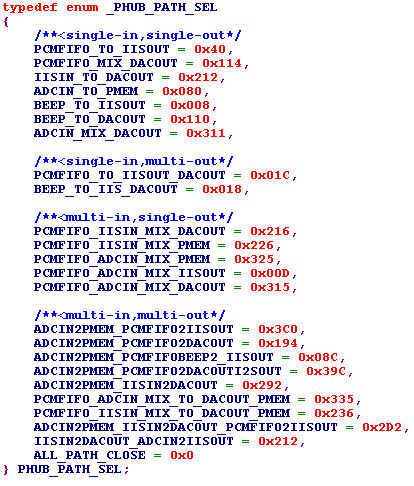 typedef enum _PHUB_PATH_SEL
{
/**<single-in,single-out*/
PCMFIFO_TO_IISOUT = 0x40,
PCMFIFO_MIX_DACOUT = 0x114,
IISIN_TO_DACOUT = 0x212,
ADCIN_TO_PMEM = 0x080,
BEEP_TO_IISOUT = 0x008,
BEEP_TO_DACOUT = 0x110,
ADCIN_MIX_DACOUT = 0x311,
/**<single-in,multi-out*/
PCMFIFO_TO_IISOUT_DACOUT = 0x01C,
BEEP_TO_IIS_DACOUT = 0x018,
/**<multi-in,single-out*/
PCMFIFO_IISIN_MIX_DACOUT = 0x216,
PCMFIFO_IISIN_MIX_PMEM = 0x226,
PCMFIFO_ADCIN_MIX_PMEM = 0x325,
PCMFIFO_ADCIN_MIX_IISOUT = 0x00D,
PCMFIFO_ADCIN_MIX_DACOUT = 0x315,
/**<multi-in,multi-out*/
ADCIN2PMEM_PCMFIFO2IISOUT = 0x3C0,
ADCIN2PMEM_PCMFIFO2DACOUT = 0x194,
ADCIN2PMEM_PCMFIFOBEEP2_IISOUT = 0x08C,
ADCIN2PMEM_PCMFIFO2DACOUTI2SOUT = 0x39C,
ADCIN2PMEM_IISIN2DACOUT = 0x292,
PCMFIFO_ADCIN_MIX_TO_DACOUT_PMEM = 0x335,
PCMFIFO_IISIN_MIX_TO_DACOUT_PMEM = 0x236,
ADCIN2PMEM_IISIN2DACOUT_PCMFIFO2IISOUT = 0x2D2,
IISIN2DACOUT_ADCIN2IISOUT = 0x212,
ALL_PATH_CLOSE = 0x0
} PHUB_PATH_SEL;